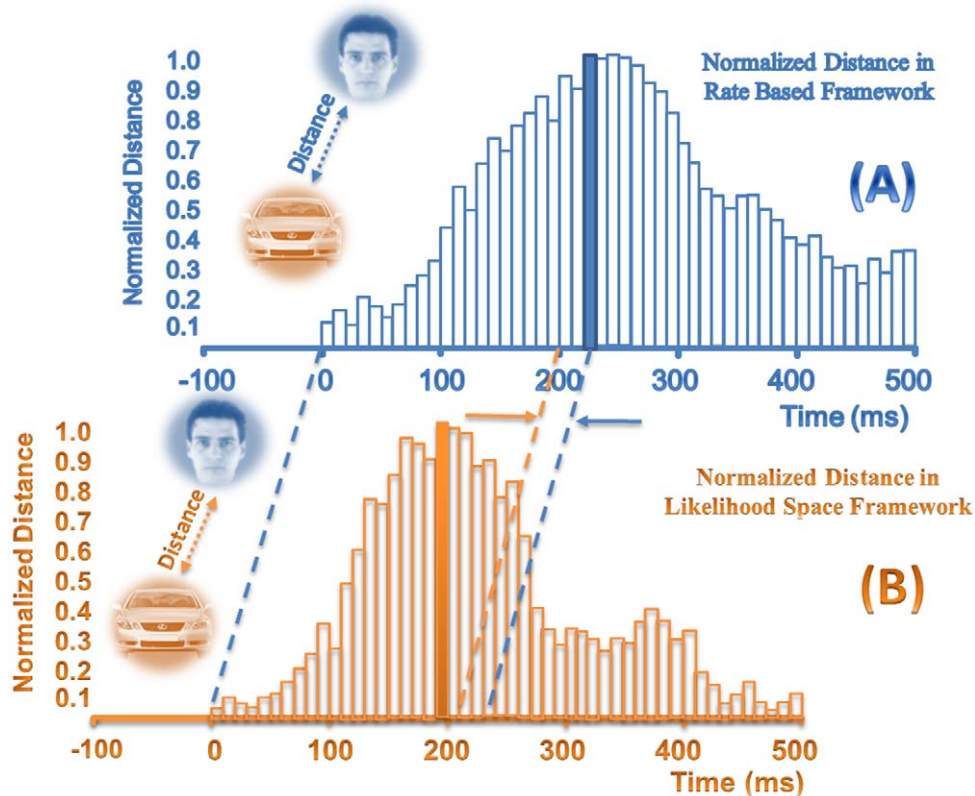 Normalized Distance in
Rate Based Framework
(A)
Normalized Distance
1.0
0.9
0.8
0.7
0.6
0.5
0.4
0.3
0.2
0.1
Distance
-100 0 100 200 300 400 500
Time (ms)
Normalized Distance in
Likelihood Space Framework
(B)
Normalized Distance
1.0
0.9
0.8
0.7
0.6
0.5
0.4
0.3
0.2
0.1
Distance
-100 0 100 200 300 400 500
Time (ms)